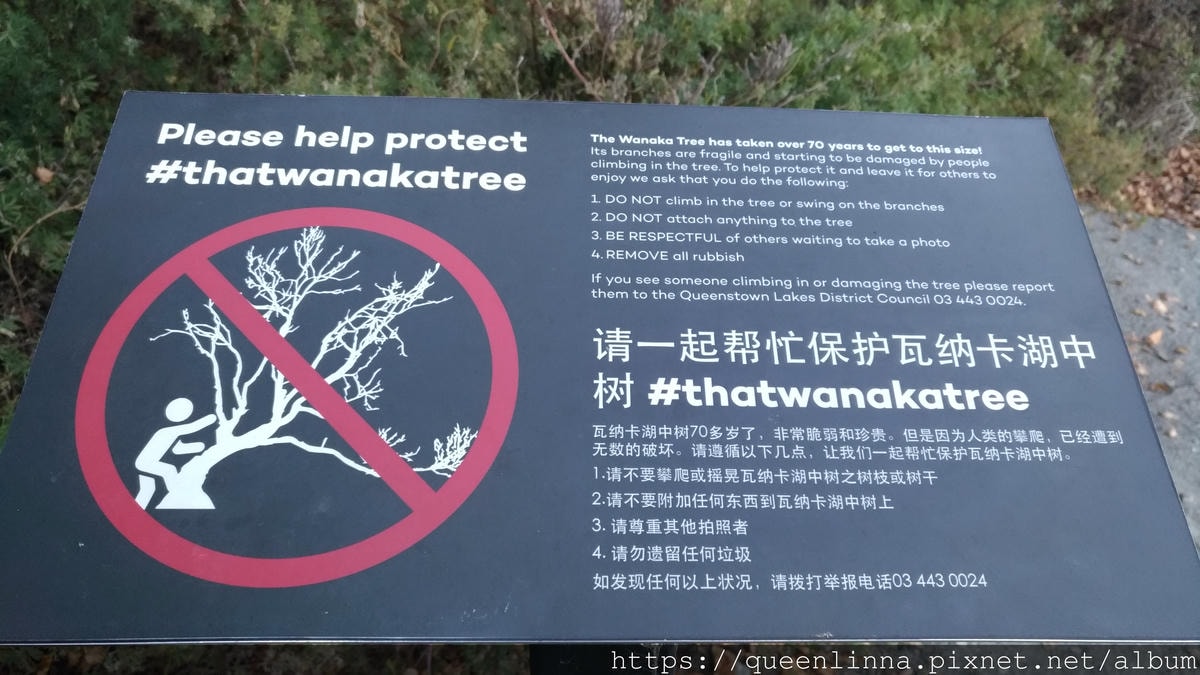 Please help protect
#thatwanakatree
The Wanaka Tree has taken over 70 years to get to this size!
Its branches are fragile and starting to be damaged by people
climbing in the tree. To help protect it and leave it for others to
enjoy we ask that you do the following:
1. DO NOT climb in the tree or swing on the branches
2. DO NOT attach anything to the tree
3. BE RESPECTFUL of others waiting to take a photo
4. REMOVE all rubbish
If you see someone climbing in or damaging the tree please report
them to the Queenstown Lakes District Council 03 443 0024.
请一起帮忙保护瓦纳卡湖中
树 #thatwanakatree
瓦纳卡湖中树70多岁了，非常脆弱和珍贵。但是因为人类的攀爬，已经遭到
无数的破坏。请遵循以下几点，让我们一起帮忙保护瓦纳卡湖中树。
1.请不要攀爬或摇晃瓦纳卡湖中树之树枝或树干
2.请不要附加任何东西到瓦纳卡湖中树上
3. 请尊重其他拍照者
4. 请勿遗留任何垃圾
如发现任何以上状况，请拨打举报电话03 443 0024
https://queenlinna.pixnet.net/album